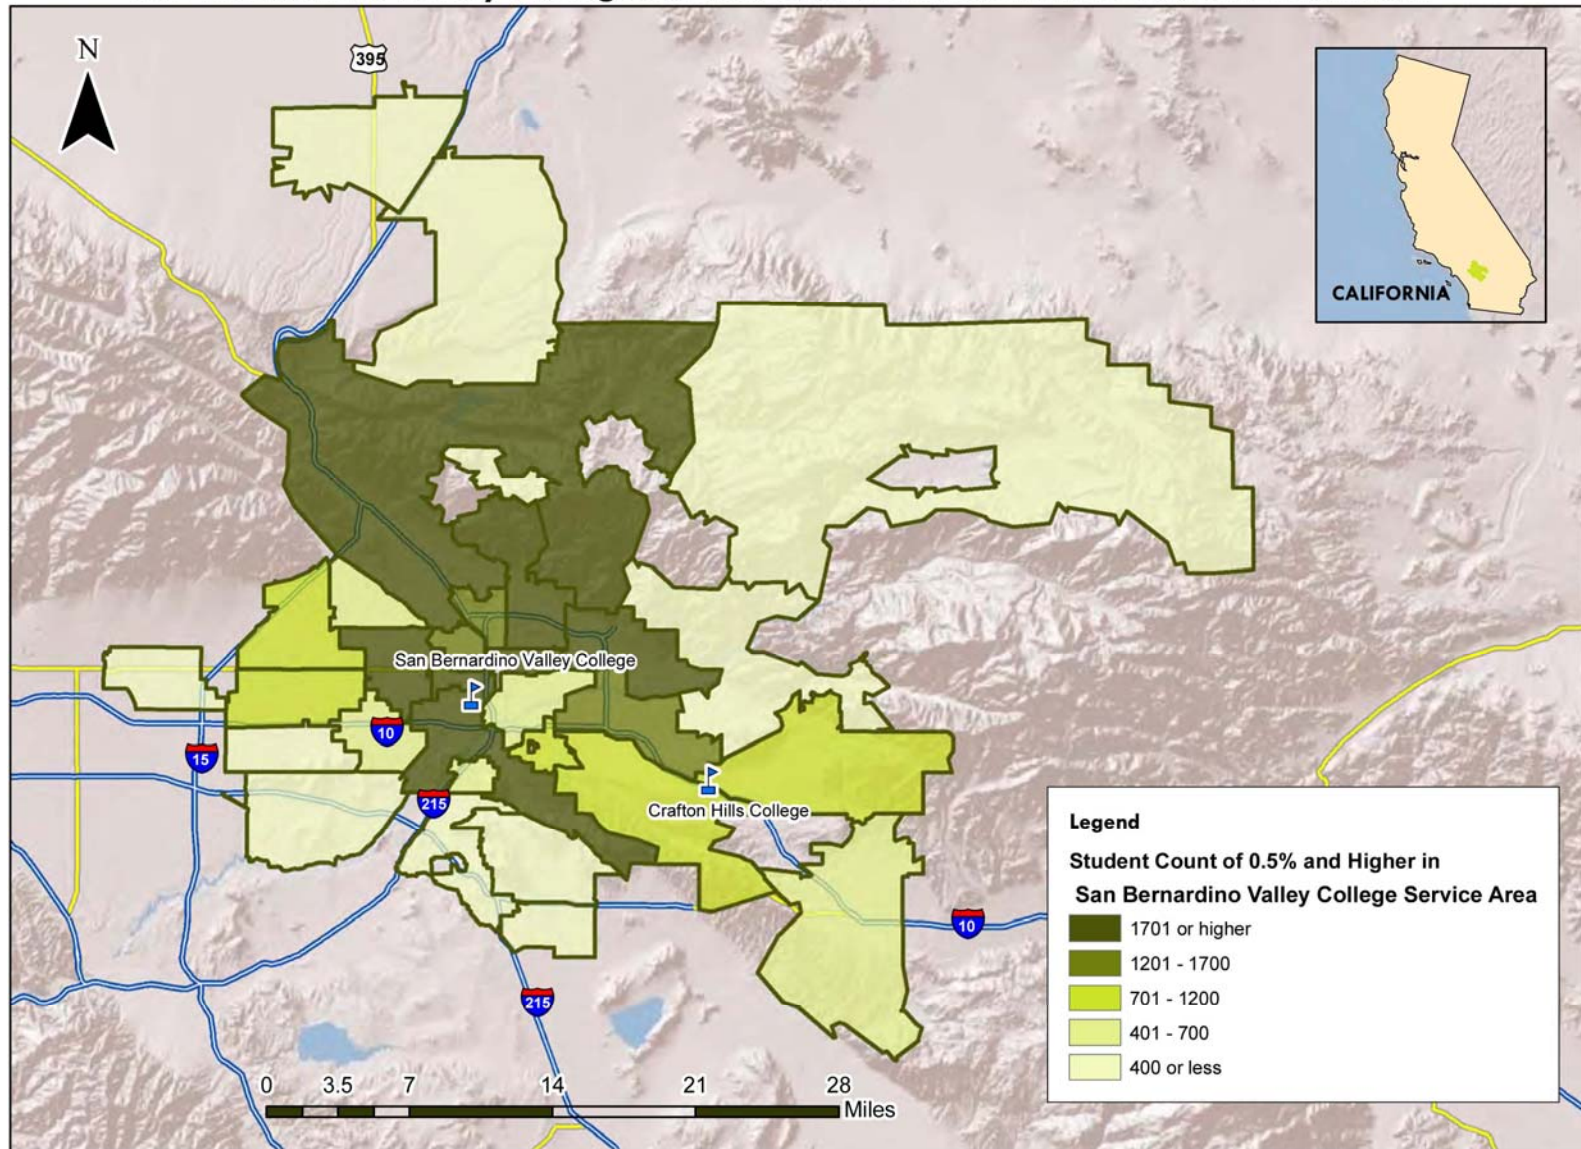 N
395
CALIFORNIA
San Bernardino Valley College
10
15
215
Crafton Hills College
10
215
Legend
Student Count of 0.5% and Higher in
San Bernardino Valley College Service Area
1701 or higher
1201 - 1700
701 - 1200
401 - 700
400 or less
0 3.5 7 14 21 28
Miles